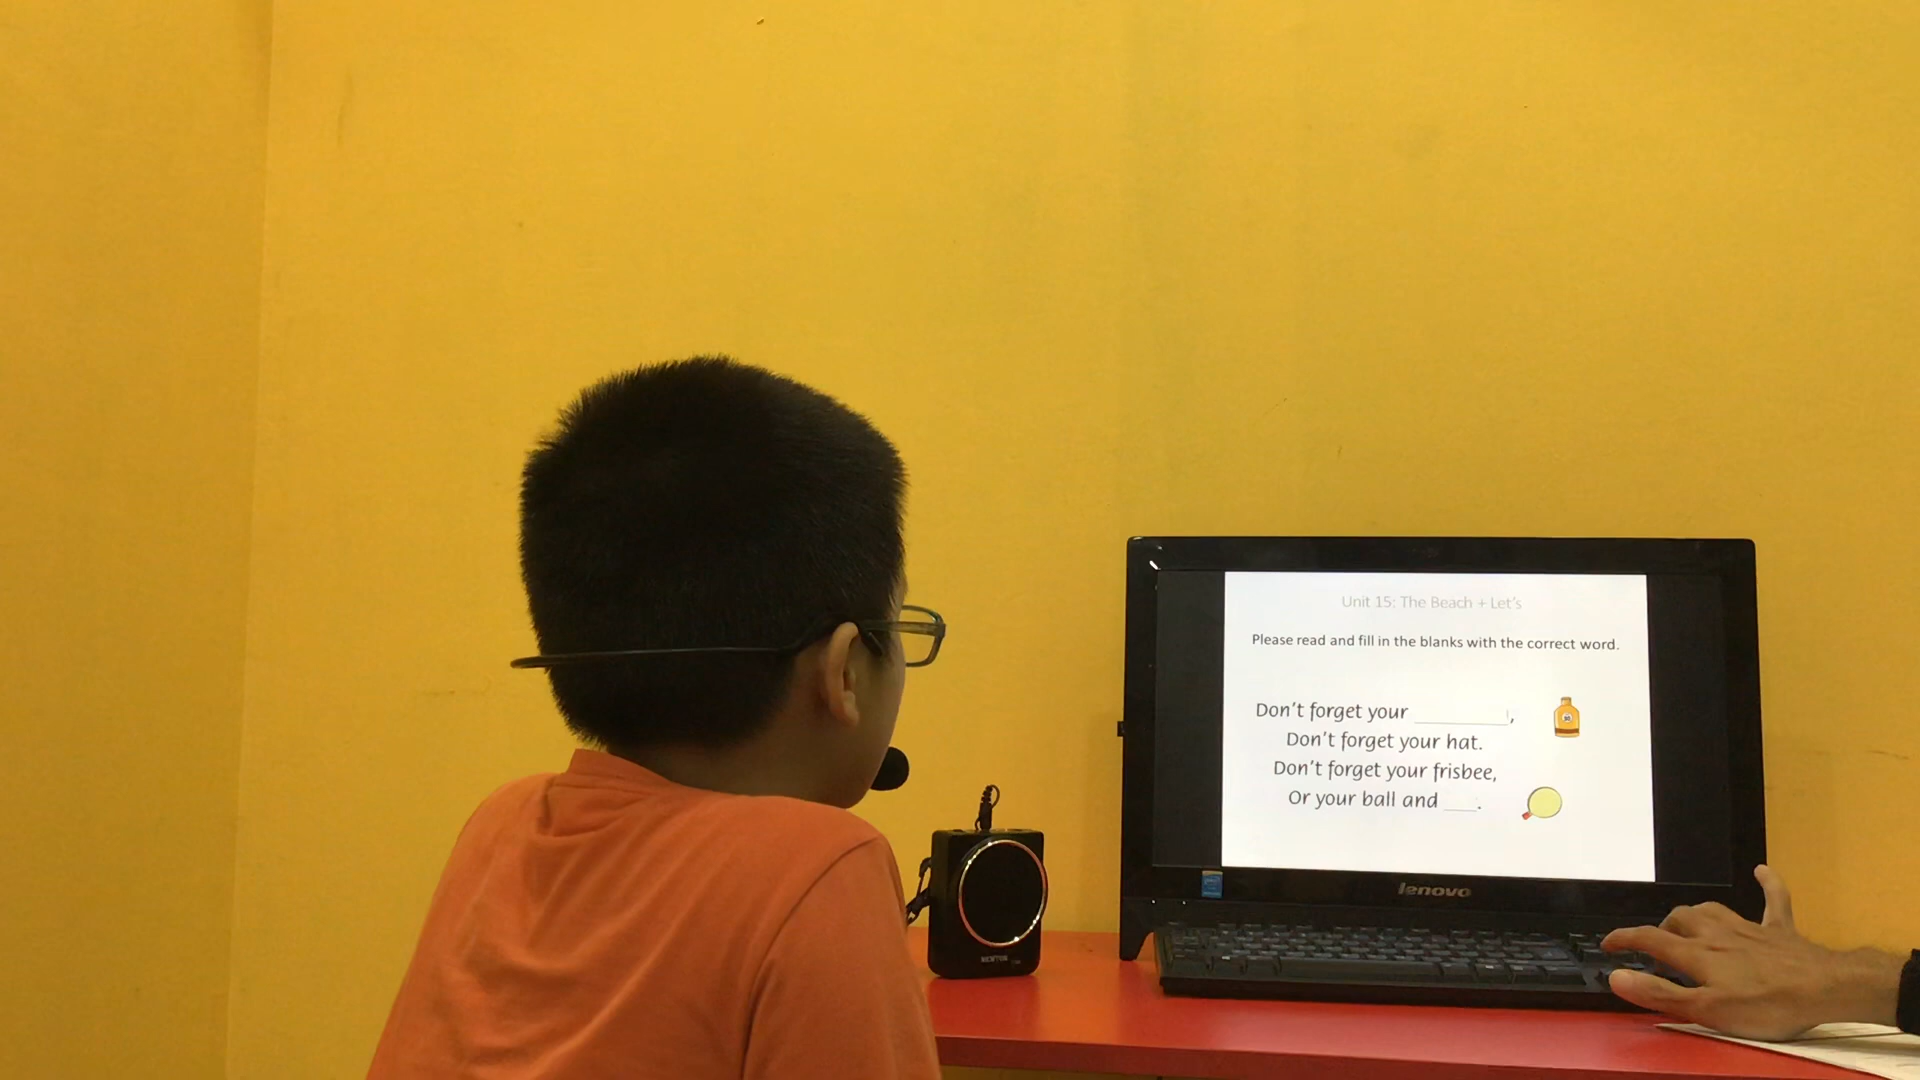 Unit 15: The Beach + Let's
Please read and fill in the blanks with the correct word.
Don't forget your _________,
Don't forget your hat.
Don't forget your frisbee,
Or your ball and ___.
lenovo